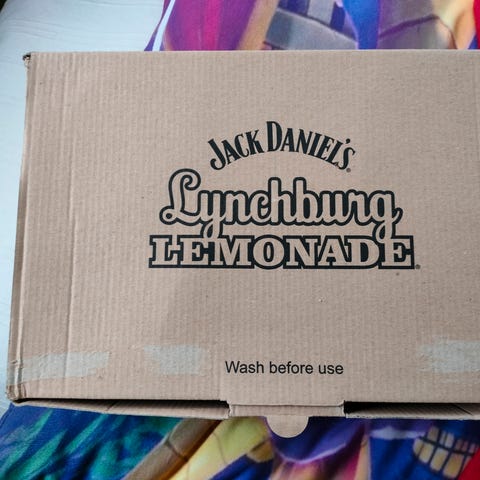 JACK DANIEL'S
Lynchburg
LEMONADE
Wash before use